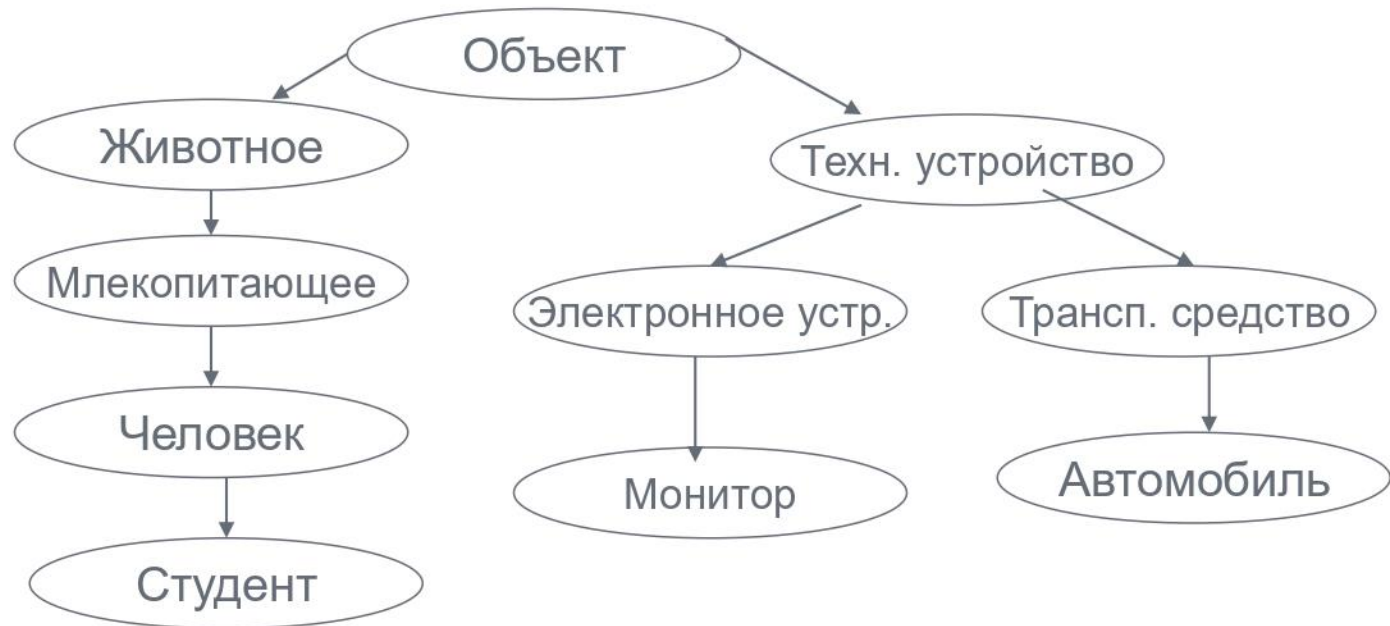 Объект
Животное
Техн. устройство
Млекопитающее
Электронное устр.
Трансп. средство
Человек
Монитор
Автомобиль
Студент